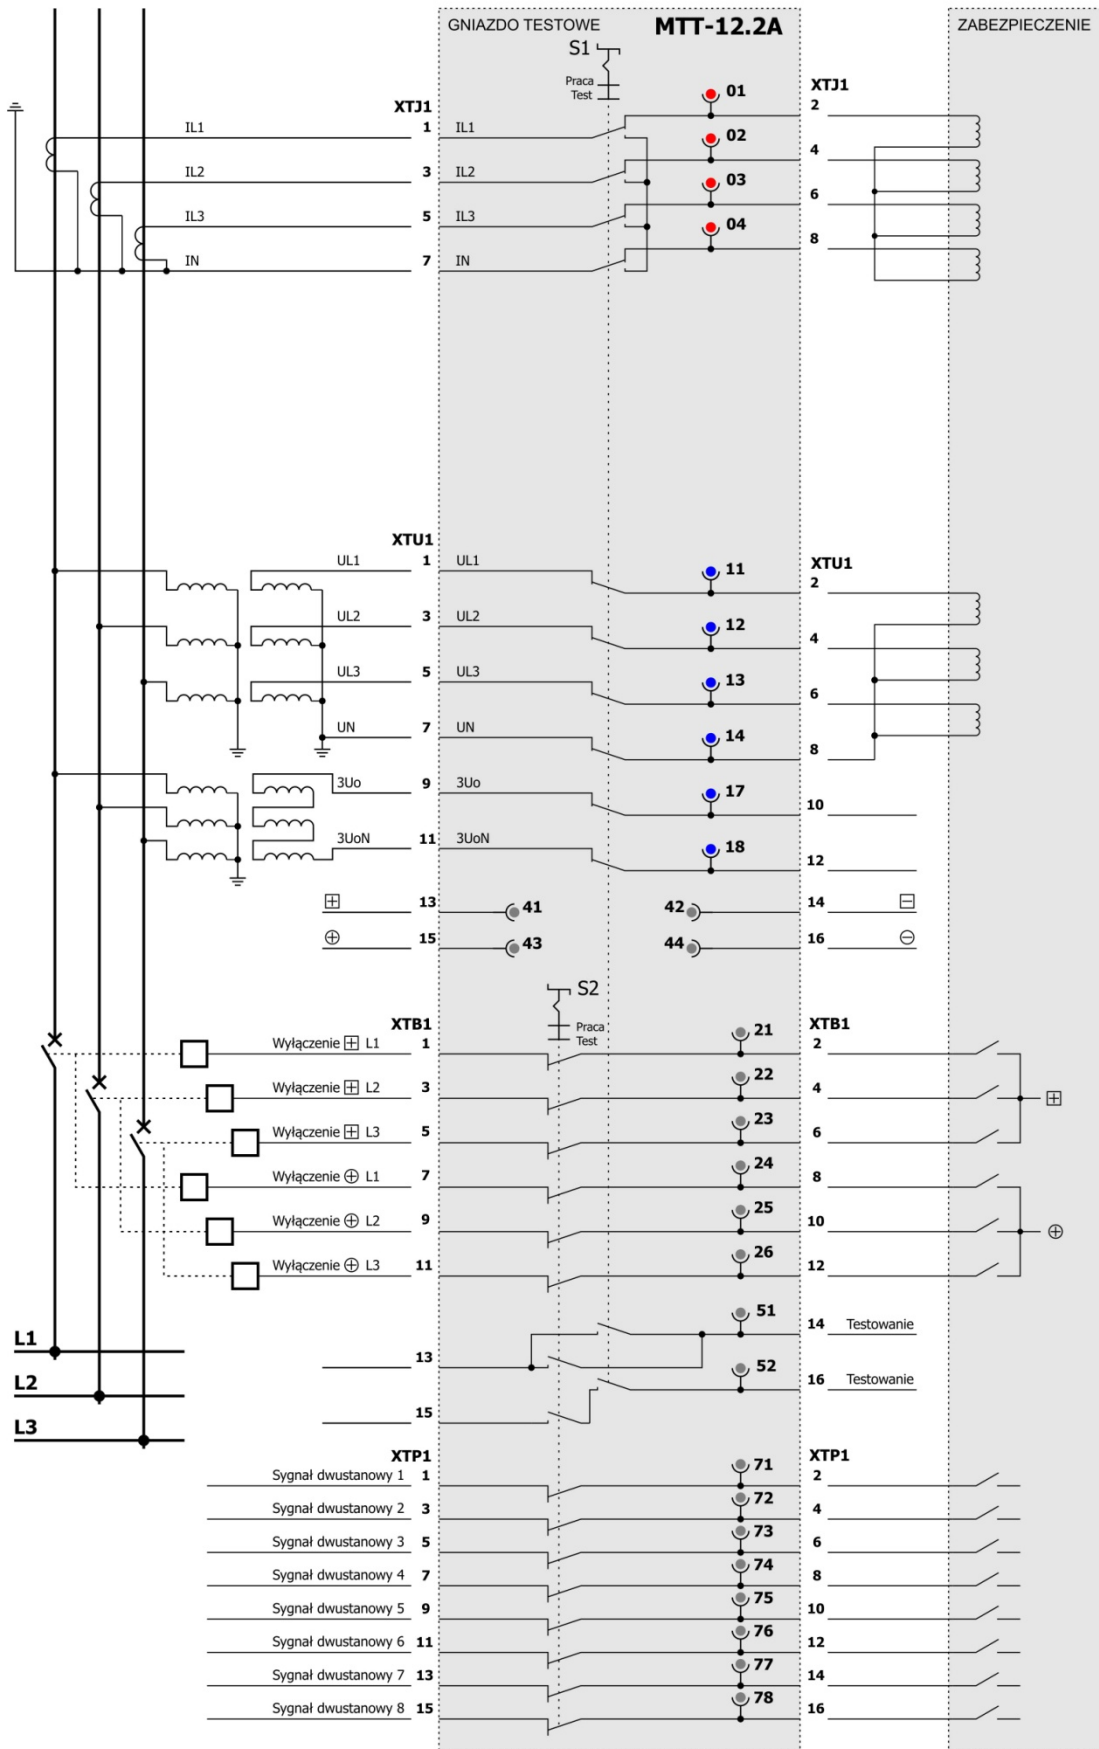 GNIAZDO TESTOWE MTT-12.2A ZABEZPIECZENIE
S1
Praca
Test
XTJ1 XTJ1
01
1 IL1 IL1 2
02
3 IL2 IL2 4
03
5 IL3 IL3 6
04
7 IN IN 8
XTU1 XTU1
UL1 1 UL1 11 2
UL2 3 UL2 12 4
UL3 5 UL3 13 6
UN 7 UN 14 8
3Uo 9 3Uo 17 10
3UoN 11 3UoN 18 12
13 41 42 14
15 43 44 16
S2
Praca
Test
XTB1 XTB1
Wyłączenie ⊞ L1 1 21 2
Wyłączenie ⊞ L2 3 22 4
Wyłączenie ⊞ L3 5 23 6
Wyłączenie ⊕ L1 7 24 8
Wyłączenie ⊕ L2 9 25 10
Wyłączenie ⊕ L3 11 26 12
51 14 Testowanie
L1
13
52 16 Testowanie
L2
15
L3
XTP1 XTP1
Sygnał dwustanowy 1 1 71 2
Sygnał dwustanowy 2 3 72 4
Sygnał dwustanowy 3 5 73 6
Sygnał dwustanowy 4 7 74 8
Sygnał dwustanowy 5 9 75 10
Sygnał dwustanowy 6 11 76 12
Sygnał dwustanowy 7 13 77 14
Sygnał dwustanowy 8 15 78 16